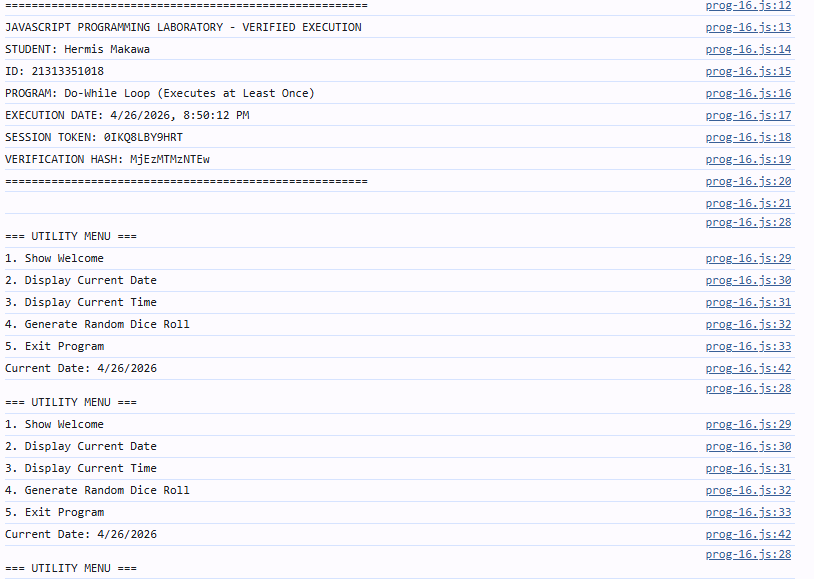 ======================================================= prog-16.js:12
JAVASCRIPT PROGRAMMING LABORATORY - VERIFIED EXECUTION prog-16.js:13
STUDENT: Hermis Makawa prog-16.js:14
ID: 21313351018 prog-16.js:15
PROGRAM: Do-While Loop (Executes at Least Once) prog-16.js:16
EXECUTION DATE: 4/26/2026, 8:50:12 PM prog-16.js:17
SESSION TOKEN: 0IKQ8LBY9HRT prog-16.js:18
VERIFICATION HASH: MjEzMTMzNTEw prog-16.js:19
======================================================= prog-16.js:20
prog-16.js:21
prog-16.js:28
=== UTILITY MENU ===
1. Show Welcome prog-16.js:29
2. Display Current Date prog-16.js:30
3. Display Current Time prog-16.js:31
4. Generate Random Dice Roll prog-16.js:32
5. Exit Program prog-16.js:33
Current Date: 4/26/2026 prog-16.js:42
prog-16.js:28
=== UTILITY MENU ===
1. Show Welcome prog-16.js:29
2. Display Current Date prog-16.js:30
3. Display Current Time prog-16.js:31
4. Generate Random Dice Roll prog-16.js:32
5. Exit Program prog-16.js:33
Current Date: 4/26/2026 prog-16.js:42
prog-16.js:28
=== UTILITY MENU ===